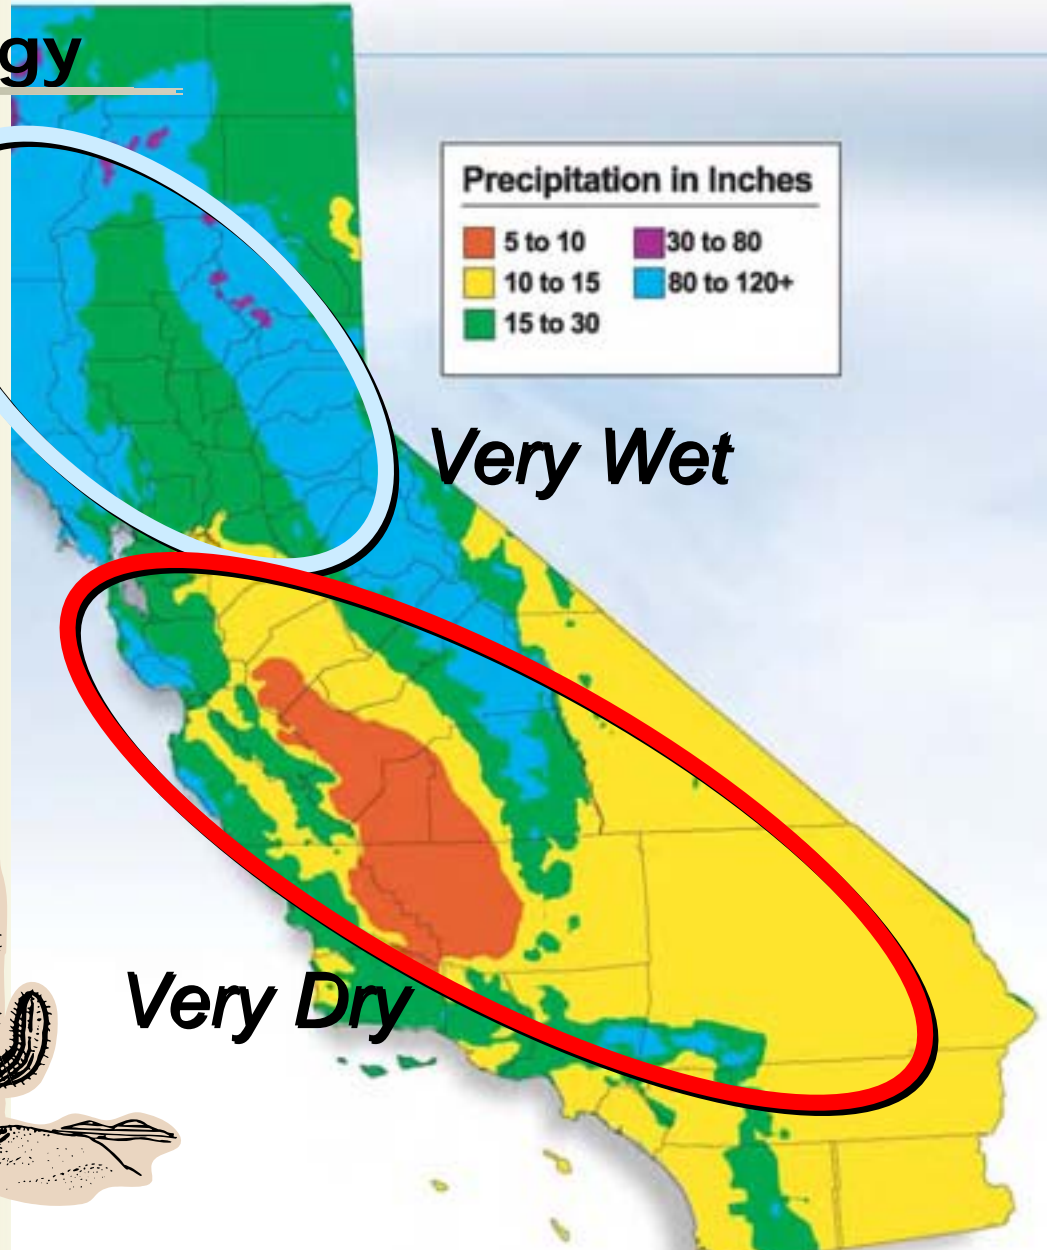 gy
Precipitation in Inches
5 to 10
30 to 80
10 to 15
80 to 120+
15 to 30
Very Wet
Very Dry